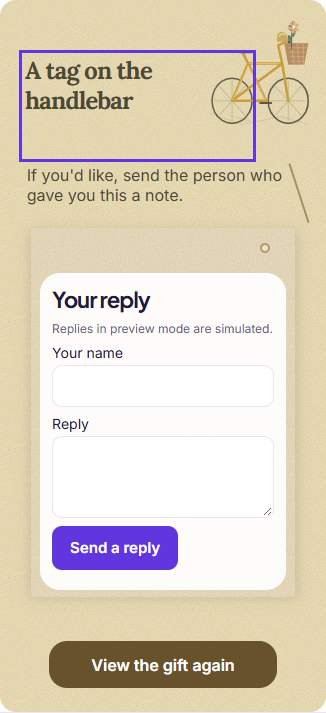 A tag on the
handlebar
If you'd like, send the person who
gave you this a note.
Your reply
Replies in preview mode are simulated.
Your name
Reply
Send a reply
View the gift again